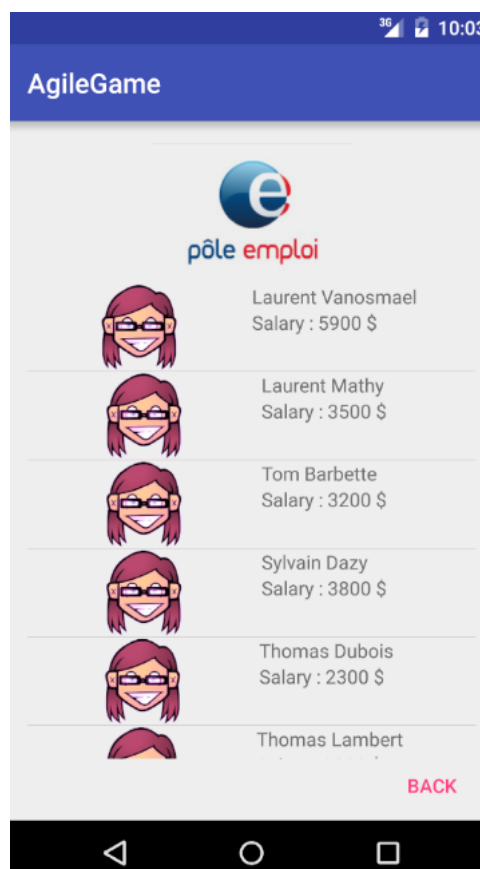 3G 10:03
AgileGame
pôle emploi
Laurent Vanosmael
Salary : 5900 $
Laurent Mathy
Salary : 3500 $
Tom Barbette
Salary : 3200 $
Sylvain Dazy
Salary : 3800 $
Thomas Dubois
Salary : 2300 $
Thomas Lambert
BACK